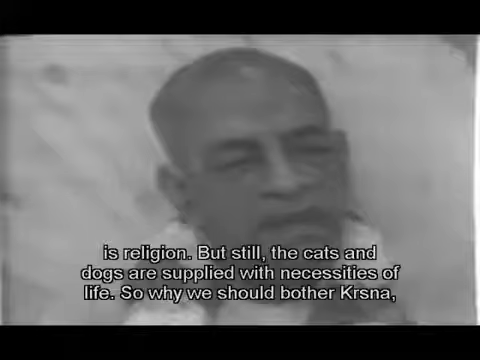 is religion. But still, the cats and
dogs are supplied with necessities of
life. So why we should bother Krsna,